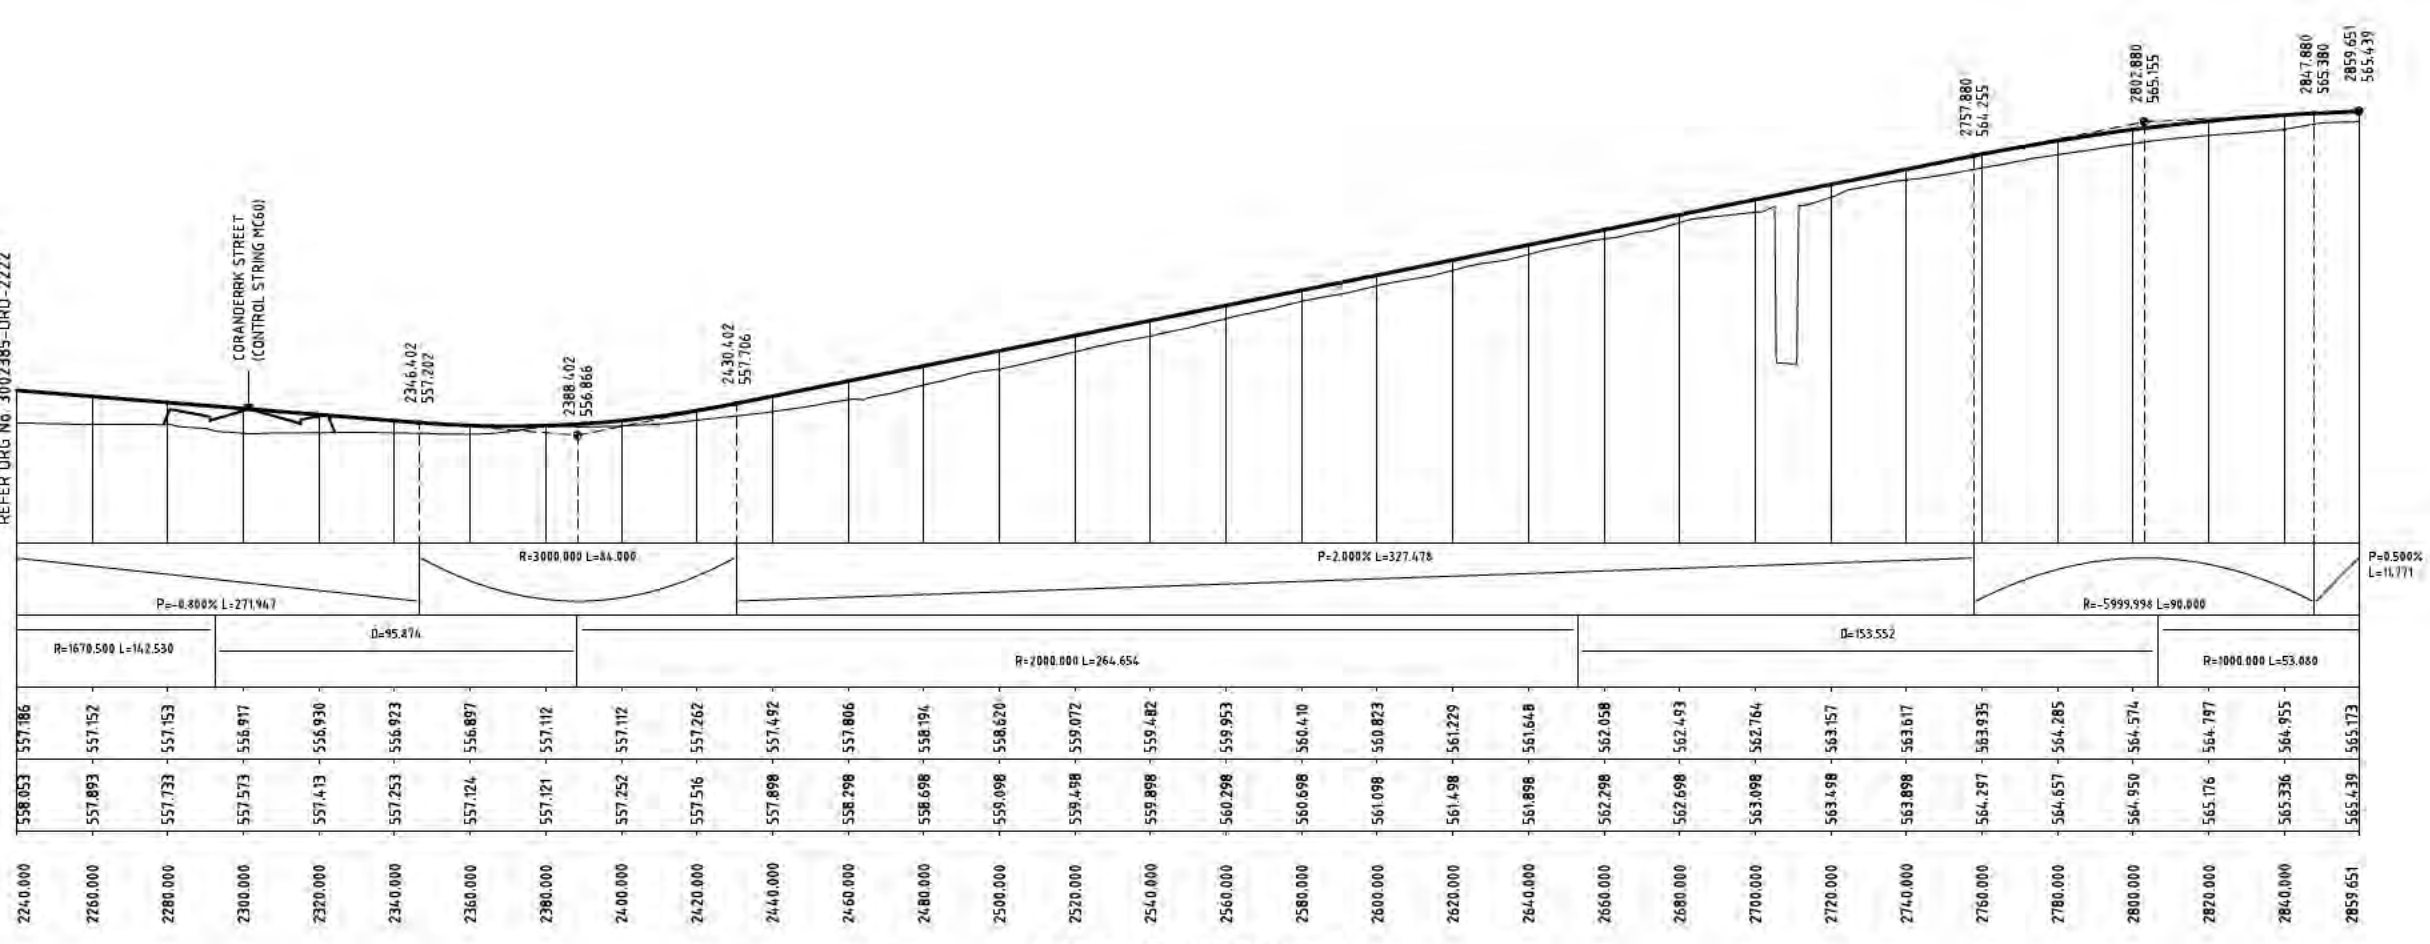 REFER DRG No. 3002385-DRD-2222
CORANDERRK STREET
(CONTROL STRING MC60)
2346.402
557.202
2388.402
556.866
2430.402
557.706
2757.880
564.255
2802.880
565.155
2847.880
565.380
2859.651
565.439
P=-0.800% L=271.947
R=3000.000 L=84.000
P=2.000% L=327.478
R=-5999.998 L=90.000
P=0.500%
L=11.771
R=1670.500 L=142.530
D=95.874
R=2000.000 L=264.654
D=153.552
R=1000.000 L=53.080
557.186 557.152 557.153 556.917 556.930 556.923 556.897 557.112 557.112 557.262 557.492 557.806 558.194 558.620 559.072 559.482 559.953 560.410 560.823 561.229 561.648 562.058 562.493 562.764 563.157 563.617 563.935 564.285 564.574 564.797 564.955 565.173
558.053 557.893 557.733 557.573 557.413 557.253 557.124 557.121 557.252 557.516 557.898 558.298 558.698 559.098 559.498 559.898 560.298 560.698 561.098 561.498 561.898 562.298 562.698 563.098 563.498 563.898 564.297 564.657 564.950 565.176 565.336 565.439
2240.000 2260.000 2280.000 2300.000 2320.000 2340.000 2360.000 2380.000 2400.000 2420.000 2440.000 2460.000 2480.000 2500.000 2520.000 2540.000 2560.000 2580.000 2600.000 2620.000 2640.000 2660.000 2680.000 2700.000 2720.000 2740.000 2760.000 2780.000 2800.000 2820.000 2840.000 2859.651